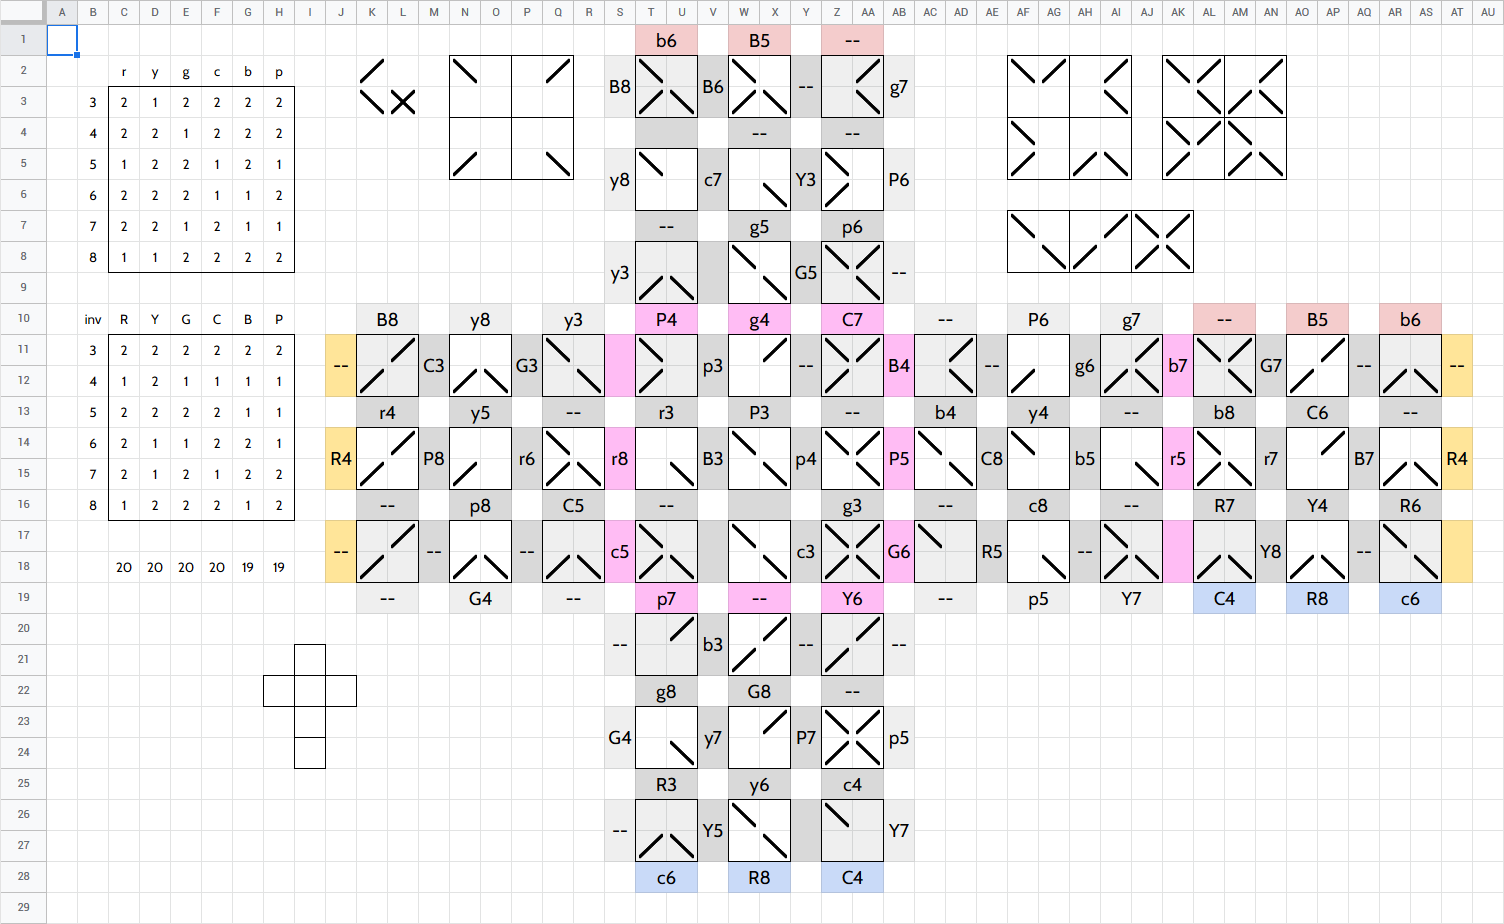 A B C D E F G H I J K L M N O P Q R S T U V W X Y Z AA AB AC AD AE AF AG AH AI AJ AK AL AM AN AO AP AQ AR AS AT AU
1 b6 B5 --
2 r y g c b p B8 B6 -- g7
3 3 2 1 2 2 2 2
4 4 2 2 1 2 2 2 -- --
5 5 1 2 2 1 2 1 y8 c7 Y3 P6
6 6 2 2 2 1 1 2
7 7 2 2 1 2 1 1 -- g5 p6
8 8 1 1 2 2 2 2 y3 G5 --
9
10 inv R Y G C B P B8 y8 y3 P4 g4 C7 -- P6 g7 -- B5 b6
11 3 2 2 2 2 2 2 -- C3 G3 p3 -- B4 -- g6 b7 G7 -- --
12 4 1 2 1 1 1 1
13 5 2 2 2 2 1 1 r4 y5 -- r3 P3 -- b4 y4 -- b8 C6 --
14 6 2 1 1 2 2 1 R4 P8 r6 r8 B3 p4 P5 C8 b5 r5 r7 B7 R4
15 7 2 1 2 1 2 2
16 8 1 2 2 2 1 2 -- p8 C5 -- g3 -- c8 -- R7 Y4 R6
17 -- -- -- c5 c3 G6 R5 -- Y8 --
18 20 20 20 20 19 19
19 -- G4 -- p7 -- Y6 -- p5 Y7 C4 R8 c6
20 -- b3 -- --
21
22 g8 G8 --
23 G4 y7 P7 p5
24
25 R3 y6 c4
26 -- Y5 Y7
27
28 c6 R8 C4
29